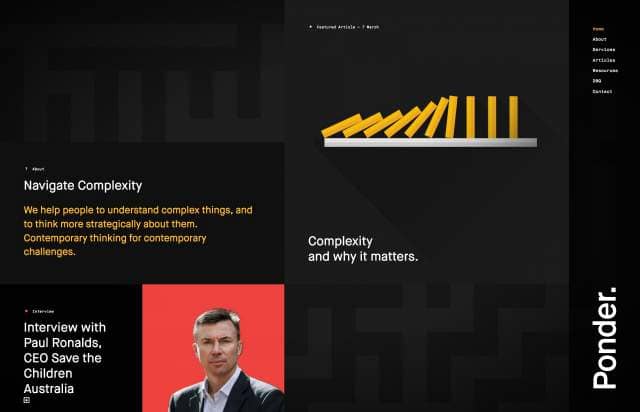 Featured Article – 7 March
Home
About
Services
Articles
Resources
DNQ
Contact
About
Navigate Complexity
We help people to understand complex things, and
to think more strategically about them.
Contemporary thinking for contemporary
challenges.
Complexity
and why it matters.
Interview
Interview with
Paul Ronalds,
CEO Save the
Children
Australia
Ponder.